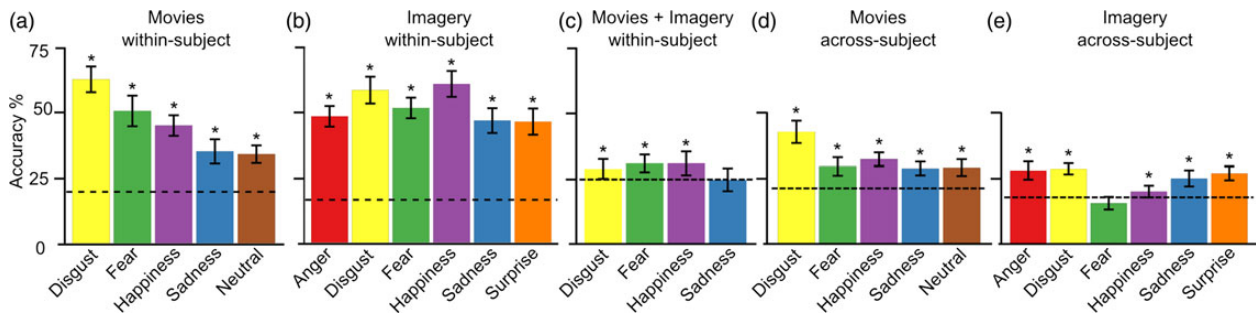 (a) Movies
within-subject
(b) Imagery
within-subject
(c) Movies + Imagery
within-subject
(d) Movies
across-subject
(e) Imagery
across-subject
Accuracy %
75
50
25
0
* * * * *
* * * * * *
* * *
* * * * *
* * * * *
Disgust Fear Happiness Sadness Neutral
Anger Disgust Fear Happiness Sadness Surprise
Disgust Fear Happiness Sadness
Disgust Fear Happiness Sadness Neutral
Anger Disgust Fear Happiness Sadness Surprise